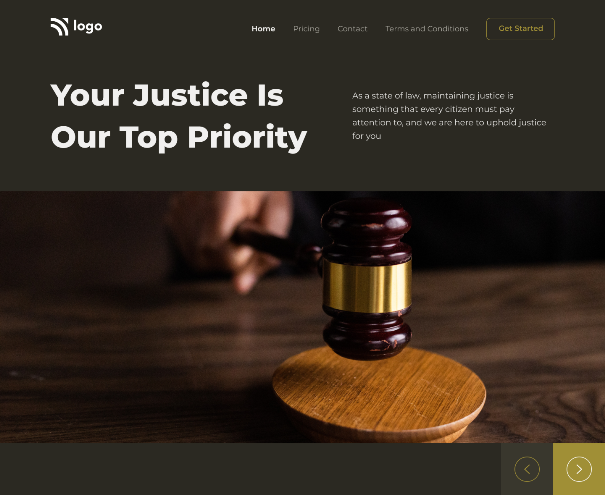 logo
Home Pricing Contact Terms and Conditions Get Started
Your Justice Is
Our Top Priority
As a state of law, maintaining justice is
something that every citizen must pay
attention to, and we are here to uphold justice
for you